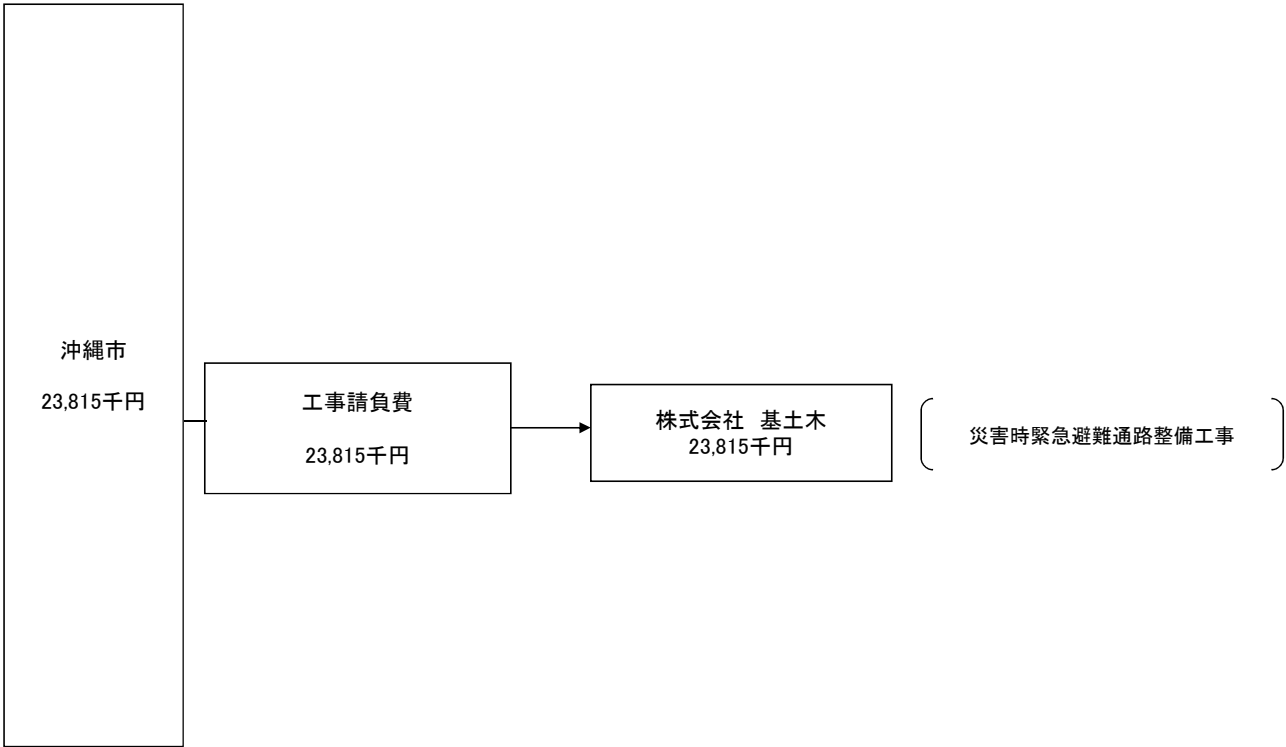 沖縄市
23,815千円
工事請負費
23,815千円
株式会社　基土木
23,815千円
災害時緊急避難通路整備工事